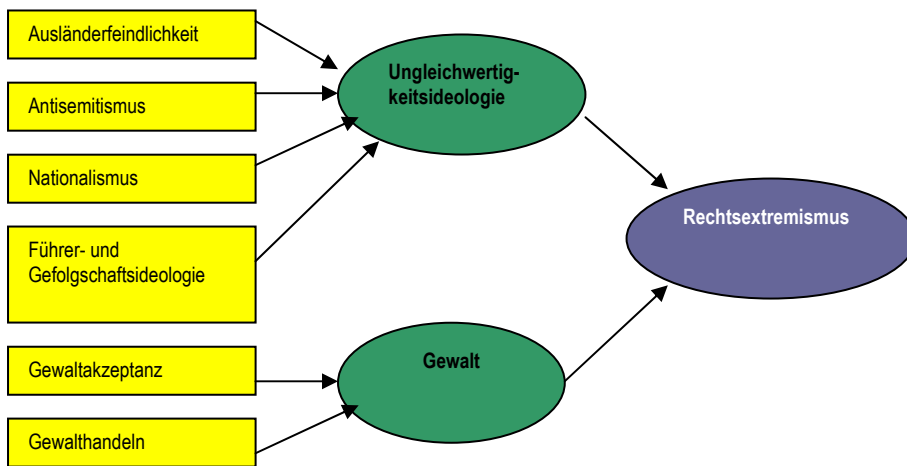 Ausländerfeindlichkeit
Antisemitismus
Nationalismus
Führer- und
Gefolgschaftsideologie
Gewaltakzeptanz
Gewalthandeln
Ungleichwertig-
keitsideologie
Gewalt
Rechtsextremismus